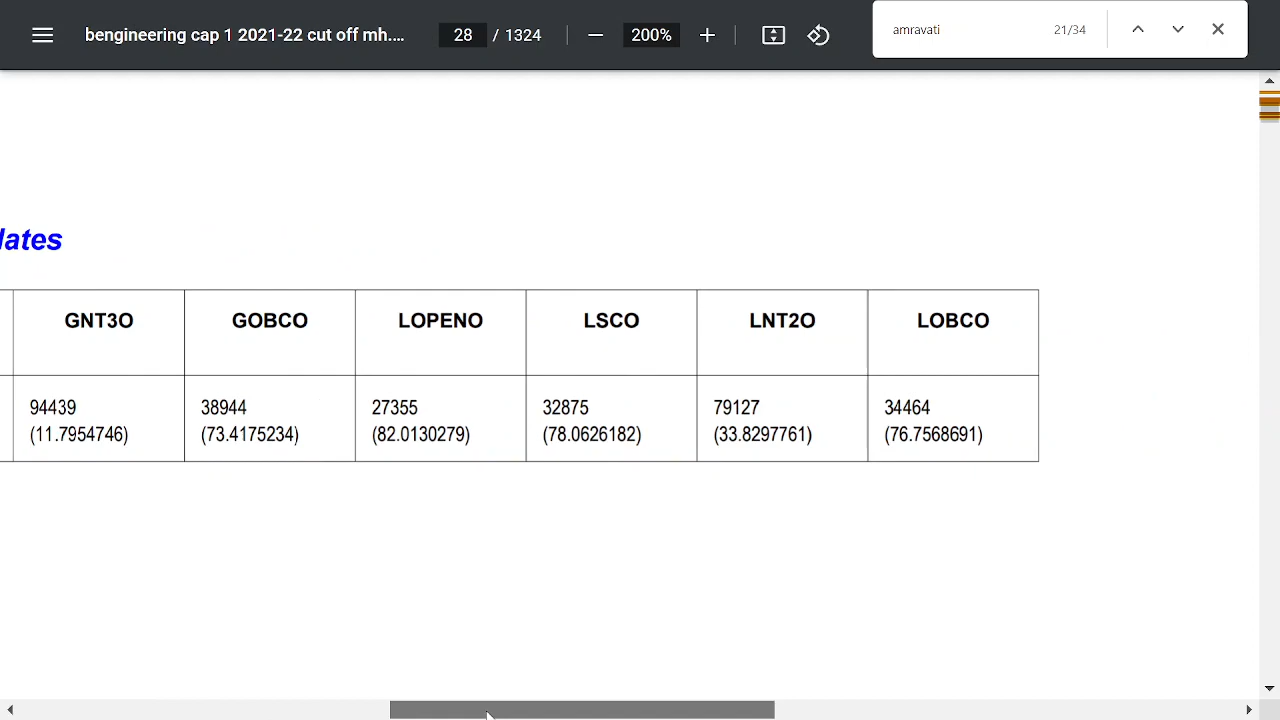 bengineering cap 1 2021-22 cut off mh.... 28 / 1324 200% amravati 21/34
lates
GNT3O GOBCO LOPENO LSCO LNT2O LOBCO
94439 38944 27355 32875 79127 34464
(11.7954746) (73.4175234) (82.0130279) (78.0626182) (33.8297761) (76.7568691)